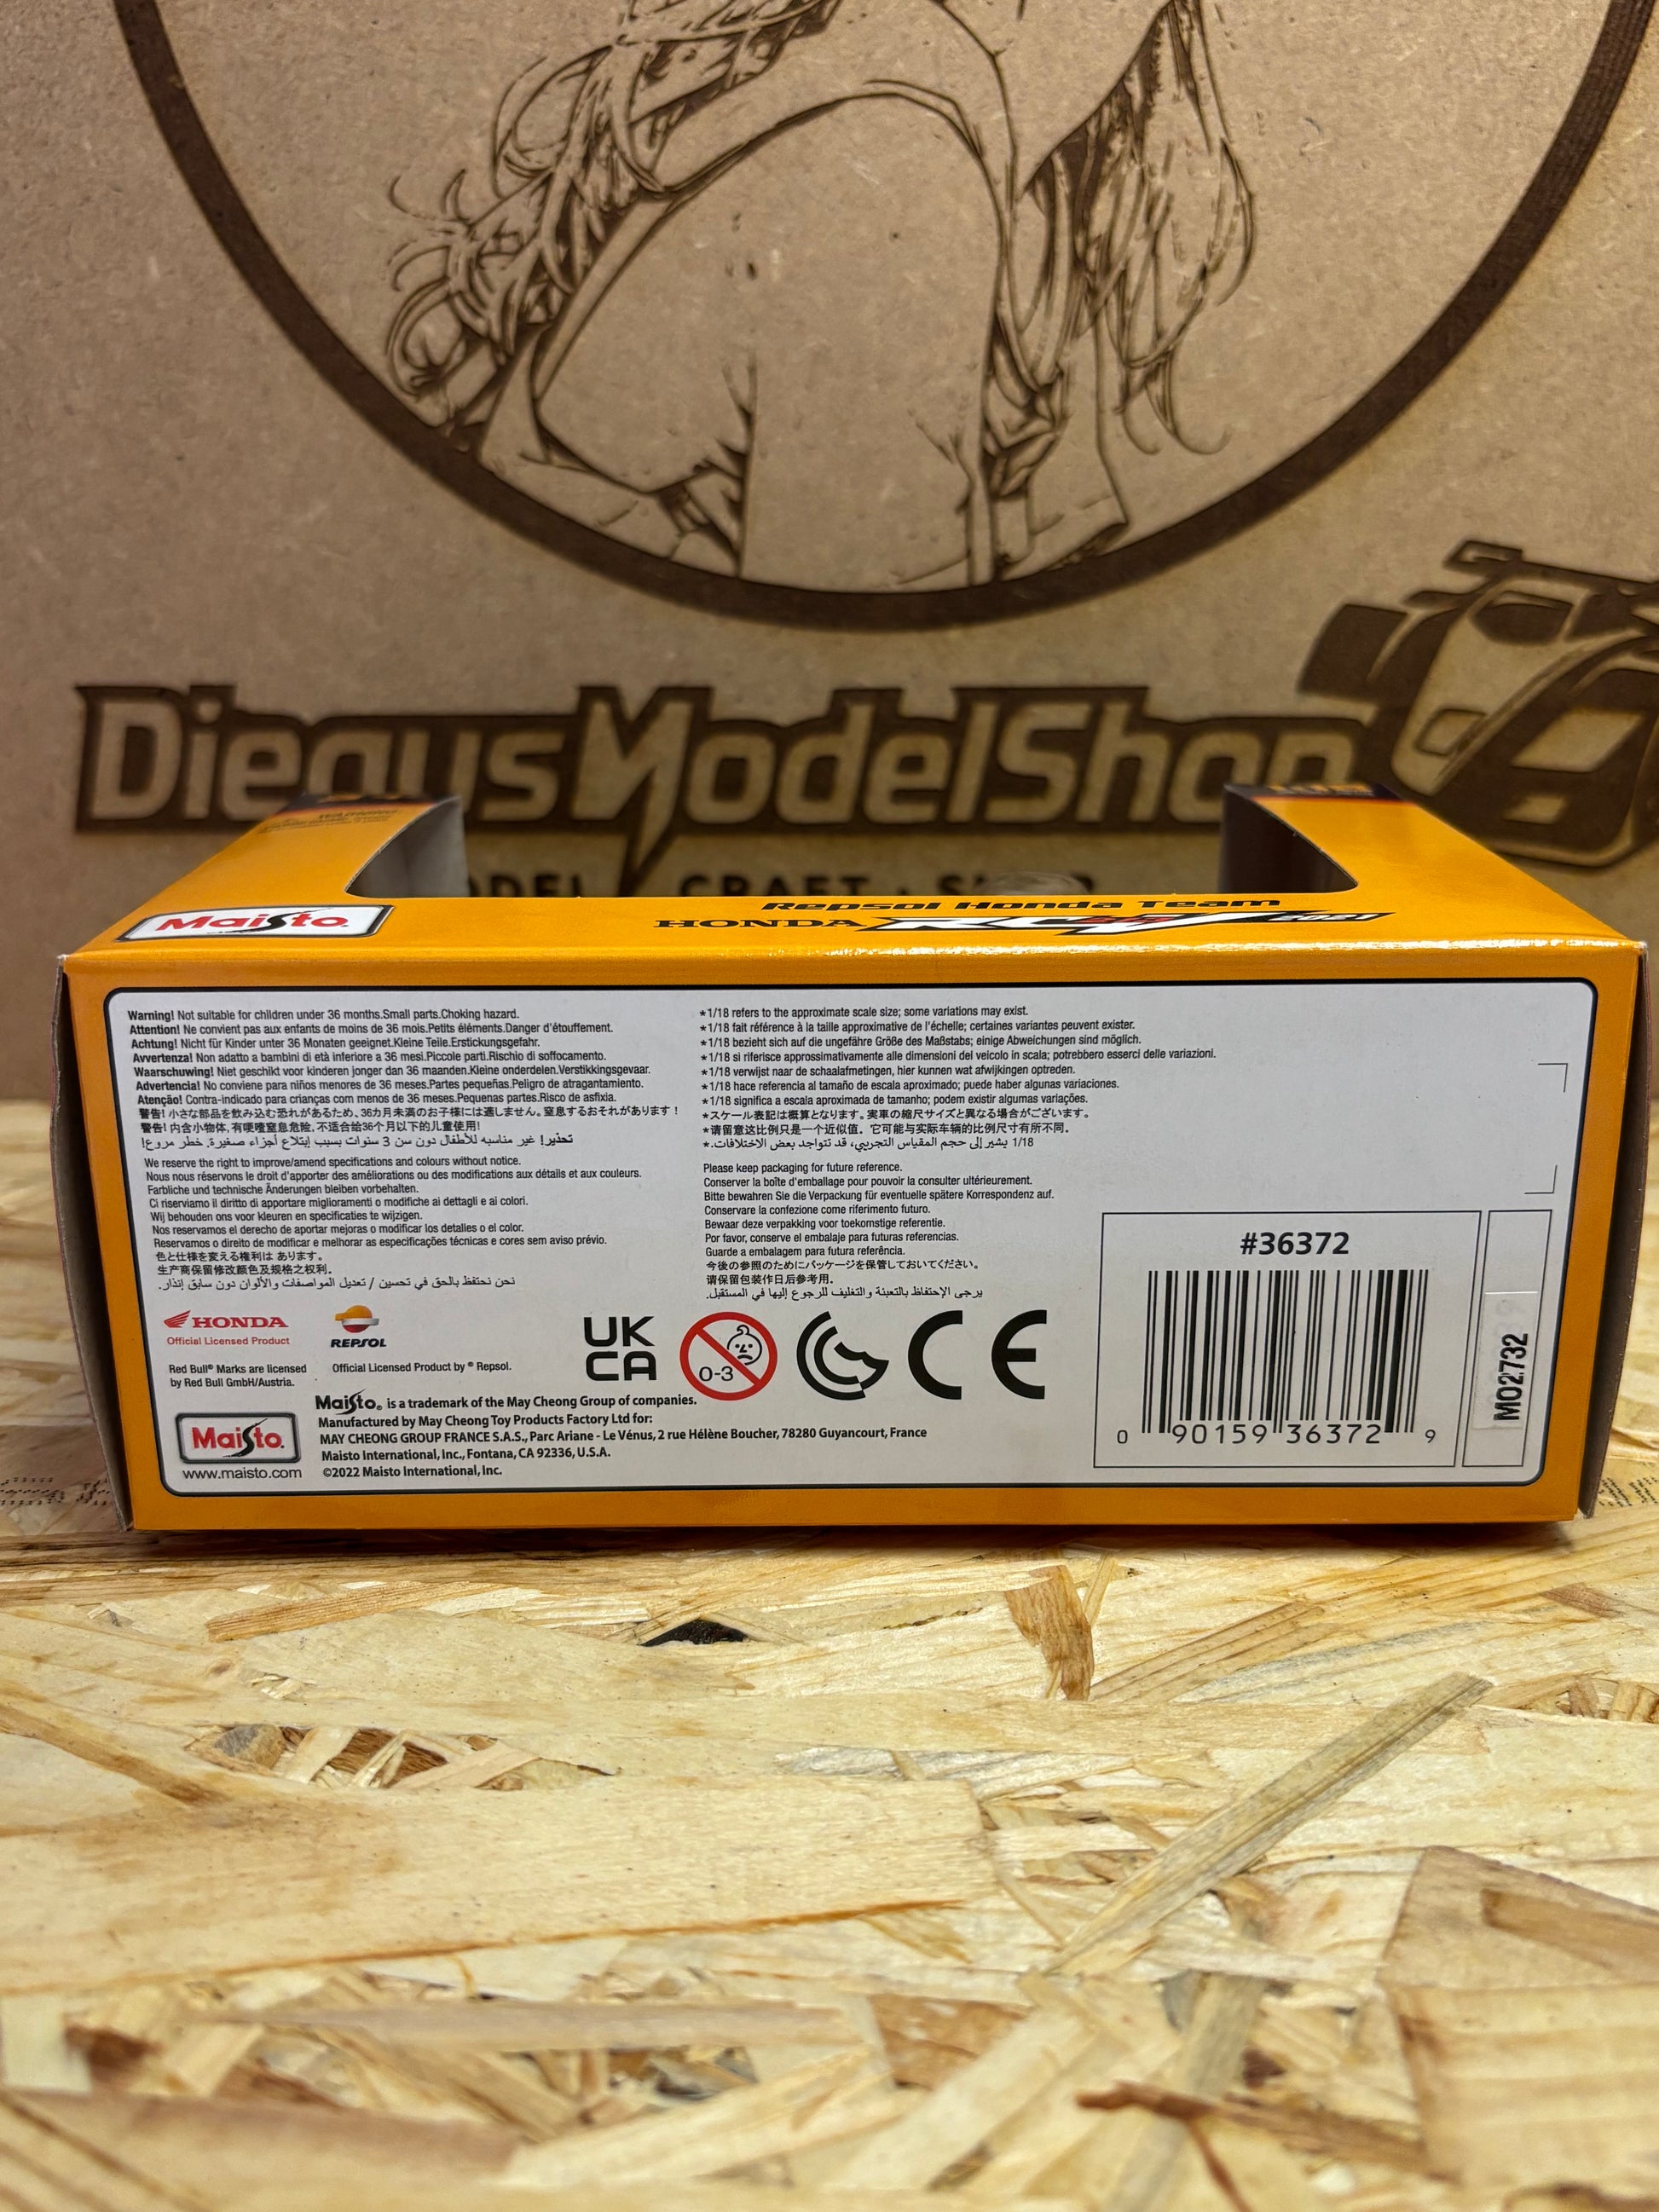 DiegusModelShop
Maisto
Repsol Honda Team
HONDA RC213V 2021
Warning! Not suitable for children under 36 months.Small parts.Choking hazard.
Attention! Ne convient pas aux enfants de moins de 36 mois.Petits éléments.Danger d'étouffement.
Achtung! Nicht für Kinder unter 36 Monaten geeignet.Kleine Teile.Erstickungsgefahr.
Avvertenza! Non adatto a bambini di età inferiore a 36 mesi.Piccole parti.Rischio di soffocamento.
Waarschuwing! Niet geschikt voor kinderen jonger dan 36 maanden.Kleine onderdelen.Verstikkingsgevaar.
Advertencia! No conviene para niños menores de 36 meses.Partes pequeñas.Peligro de atragantamiento.
Atenção! Contra-indicado para crianças com menos de 36 meses.Pequenas partes.Risco de asfixia.
警告! 小さな部品を飲み込む恐れがあるため、36カ月未満のお子様には適しません。窒息するおそれがあります！
警告! 内含小物体, 有哽噎窒息危险, 不适合给36个月以下的儿童使用!
تحذير! غير مناسبه للأطفال دون سن 3 سنوات بسبب إبتلاع أجزاء صغيرة. خطر مروع!
We reserve the right to improve/amend specifications and colours without notice.
Nous nous réservons le droit d'apporter des améliorations ou des modifications aux détails et aux couleurs.
Farbliche und technische Änderungen bleiben vorbehalten.
Ci riserviamo il diritto di apportare miglioramenti o modifiche ai dettagli e ai colori.
Wij behouden ons voor kleuren en specificaties te wijzigen.
Nos reservamos el derecho de aportar mejoras o modificar los detalles o el color.
Reservamos o direito de modificar e melhorar as especificações técnicas e cores sem aviso prévio.
色と仕様を変える権利は あります。
生产商保留修改颜色及规格之权利.
نحن نحتفظ بالحق في تحسين / تعديل المواصفات والألوان دون سابق إنذار.
*1/18 refers to the approximate scale size; some variations may exist.
*1/18 fait référence à la taille approximative de l'échelle; certaines variantes peuvent exister.
*1/18 bezieht sich auf die ungefähre Größe des Maßstabs; einige Abweichungen sind möglich.
*1/18 si riferisce approssimativamente alle dimensioni del veicolo in scala; potrebbero esserci delle variazioni.
*1/18 verwijst naar de schaalafmetingen, hier kunnen wat afwijkingen optreden.
*1/18 hace referencia al tamaño de escala aproximado; puede haber algunas variaciones.
*1/18 significa a escala aproximada de tamanho; podem existir algumas variações.
*スケール表記は概算となります。実車の縮尺サイズと異なる場合がございます。
*请留意这比例只是一个近似值。它可能与实际车辆的比例尺寸有所不同。
1/18 يشير إلى حجم المقياس التجريبي، قد تتواجد بعض الاختلافات.*
Please keep packaging for future reference.
Conserver la boîte d'emballage pour pouvoir la consulter ultérieurement.
Bitte bewahren Sie die Verpackung für eventuelle spätere Korrespondenz auf.
Conservare la confezione come riferimento futuro.
Bewaar deze verpakking voor toekomstige referentie.
Por favor, conserve el embalaje para futuras referencias.
Guarde a embalagem para futura referência.
今後の参照のためにパッケージを保管しておいてください。
请保留包装作日后参考用.
يرجى الإحتفاظ بالتعبئة والتغليف للرجوع إليها في المستقبل.
HONDA
Official Licensed Product
REPSOL
Red Bull® Marks are licensed
by Red Bull GmbH/Austria.
Official Licensed Product by ® Repsol.
UK
CA
0-3
CE
Maisto® is a trademark of the May Cheong Group of companies.
Manufactured by May Cheong Toy Products Factory Ltd for:
MAY CHEONG GROUP FRANCE S.A.S., Parc Ariane - Le Vénus, 2 rue Hélène Boucher, 78280 Guyancourt, France
Maisto International, Inc., Fontana, CA 92336, U.S.A.
©2022 Maisto International, Inc.
Maisto
www.maisto.com
#36372
0 90159 36372 9
MO2732